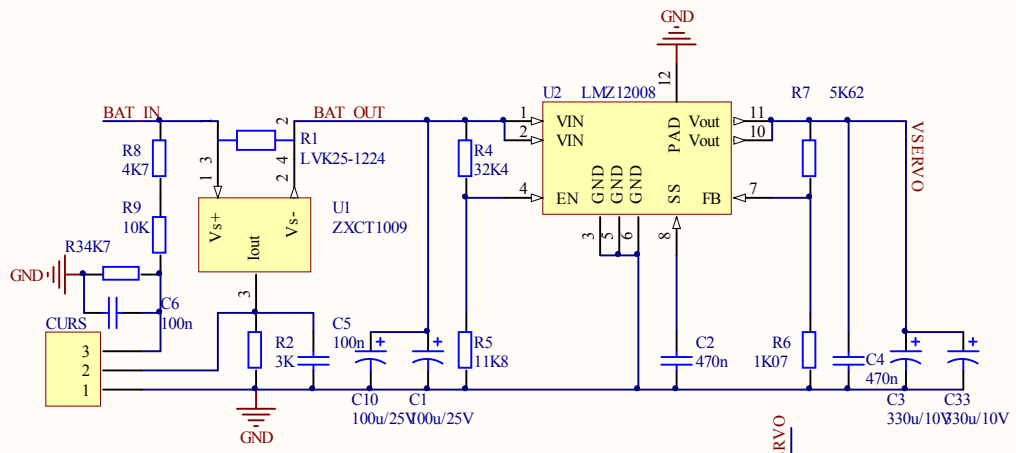 GND
12
U2 LMZ12008 R7 5K62
BAT_IN 2 BAT_OUT 1 VIN PAD Vout 11
R1
LVK25-1224
2 VIN Vout 10
VSERVO
R8
4K7
1 3
2 4
R4
32K4
4 EN GND GND GND SS FB 7
R9
10K
Vs+ Iout Vs-
U1
ZXCT1009
3 5 6 8
R34K7
GND
3
C6
100n
CURS
3
2
1
R2
3K
C5
100n
+
+
R5
11K8
C2
470n
R6
1K07
C4
470n
+
+
C10
100u/25V
C1
100u/25V
C3
330u/10V
C33
330u/10V
GND
ERVO